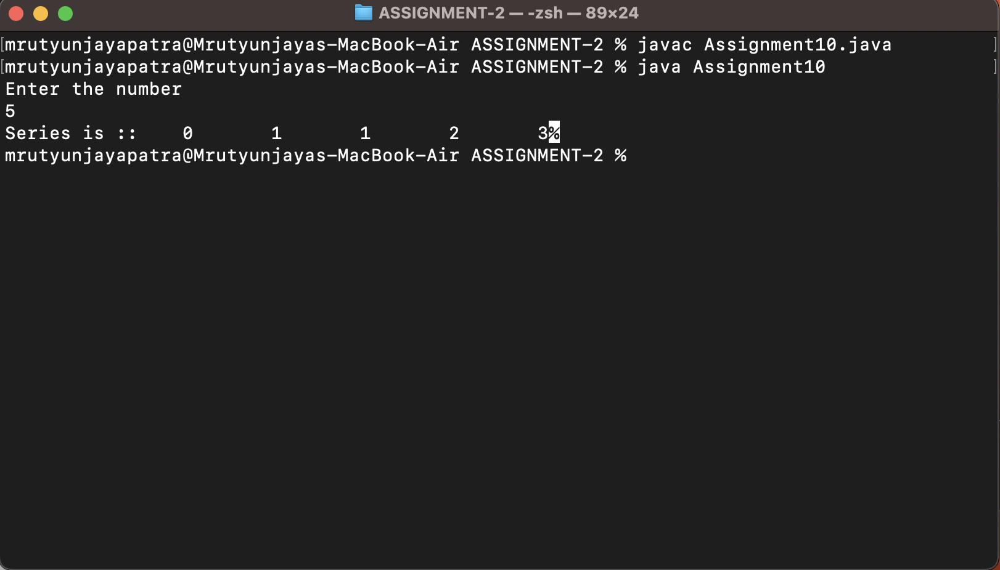 ASSIGNMENT-2 — -zsh — 89×24
[mrutyunjayapatra@Mrutyunjayas-MacBook-Air ASSIGNMENT-2 % javac Assignment10.java ]
[mrutyunjayapatra@Mrutyunjayas-MacBook-Air ASSIGNMENT-2 % java Assignment10 ]
Enter the number
5
Series is ::    0       1       1       2       3%
mrutyunjayapatra@Mrutyunjayas-MacBook-Air ASSIGNMENT-2 %